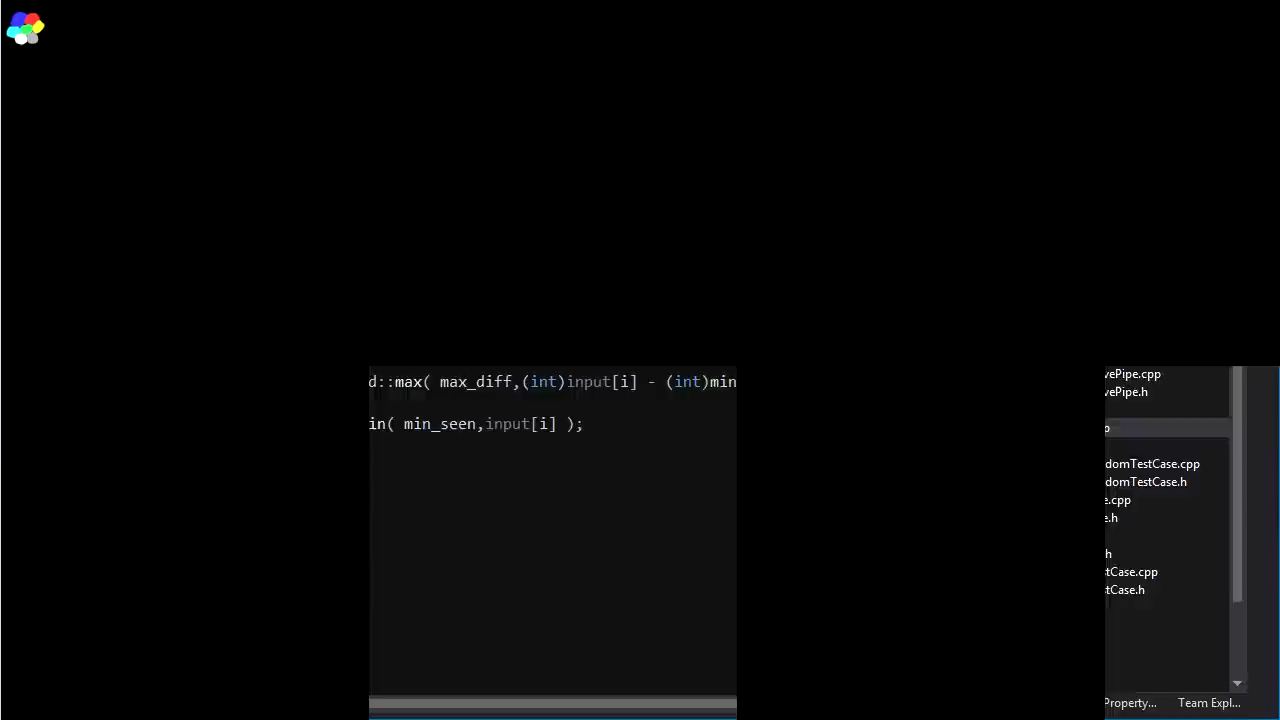 d::max( max_diff,(int)input[i] - (int)min
in( min_seen,input[i] );
vePipe.cpp
vePipe.h
domTestCase.cpp
domTestCase.h
e.cpp
e.h
h
tCase.cpp
tCase.h
Property... Team Expl...